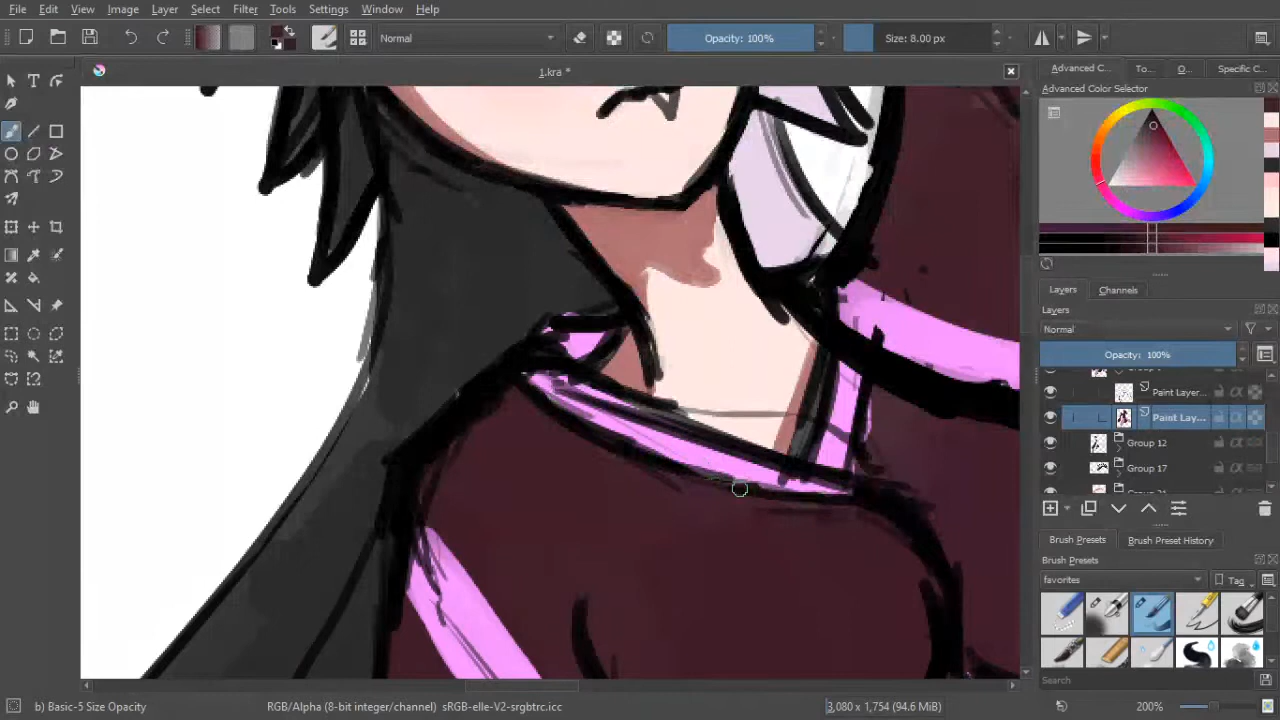 File Edit View Image Layer Select Filter Tools Settings Window Help
Normal Opacity: 100% Size: 8.00 px
1.kra *
Advanced C... To... O... Specific C...
Advanced Color Selector
Layers Channels
Layers
Normal
Opacity: 100%
Paint Layer...
Paint Lay...
Group 12
Group 17
Brush Presets Brush Preset History
Brush Presets
favorites Tag
Search
b) Basic-5 Size Opacity RGB/Alpha (8-bit integer/channel) sRGB-elle-V2-srgbtrc.icc 3,080 x 1,754 (94.6 MiB) 200%